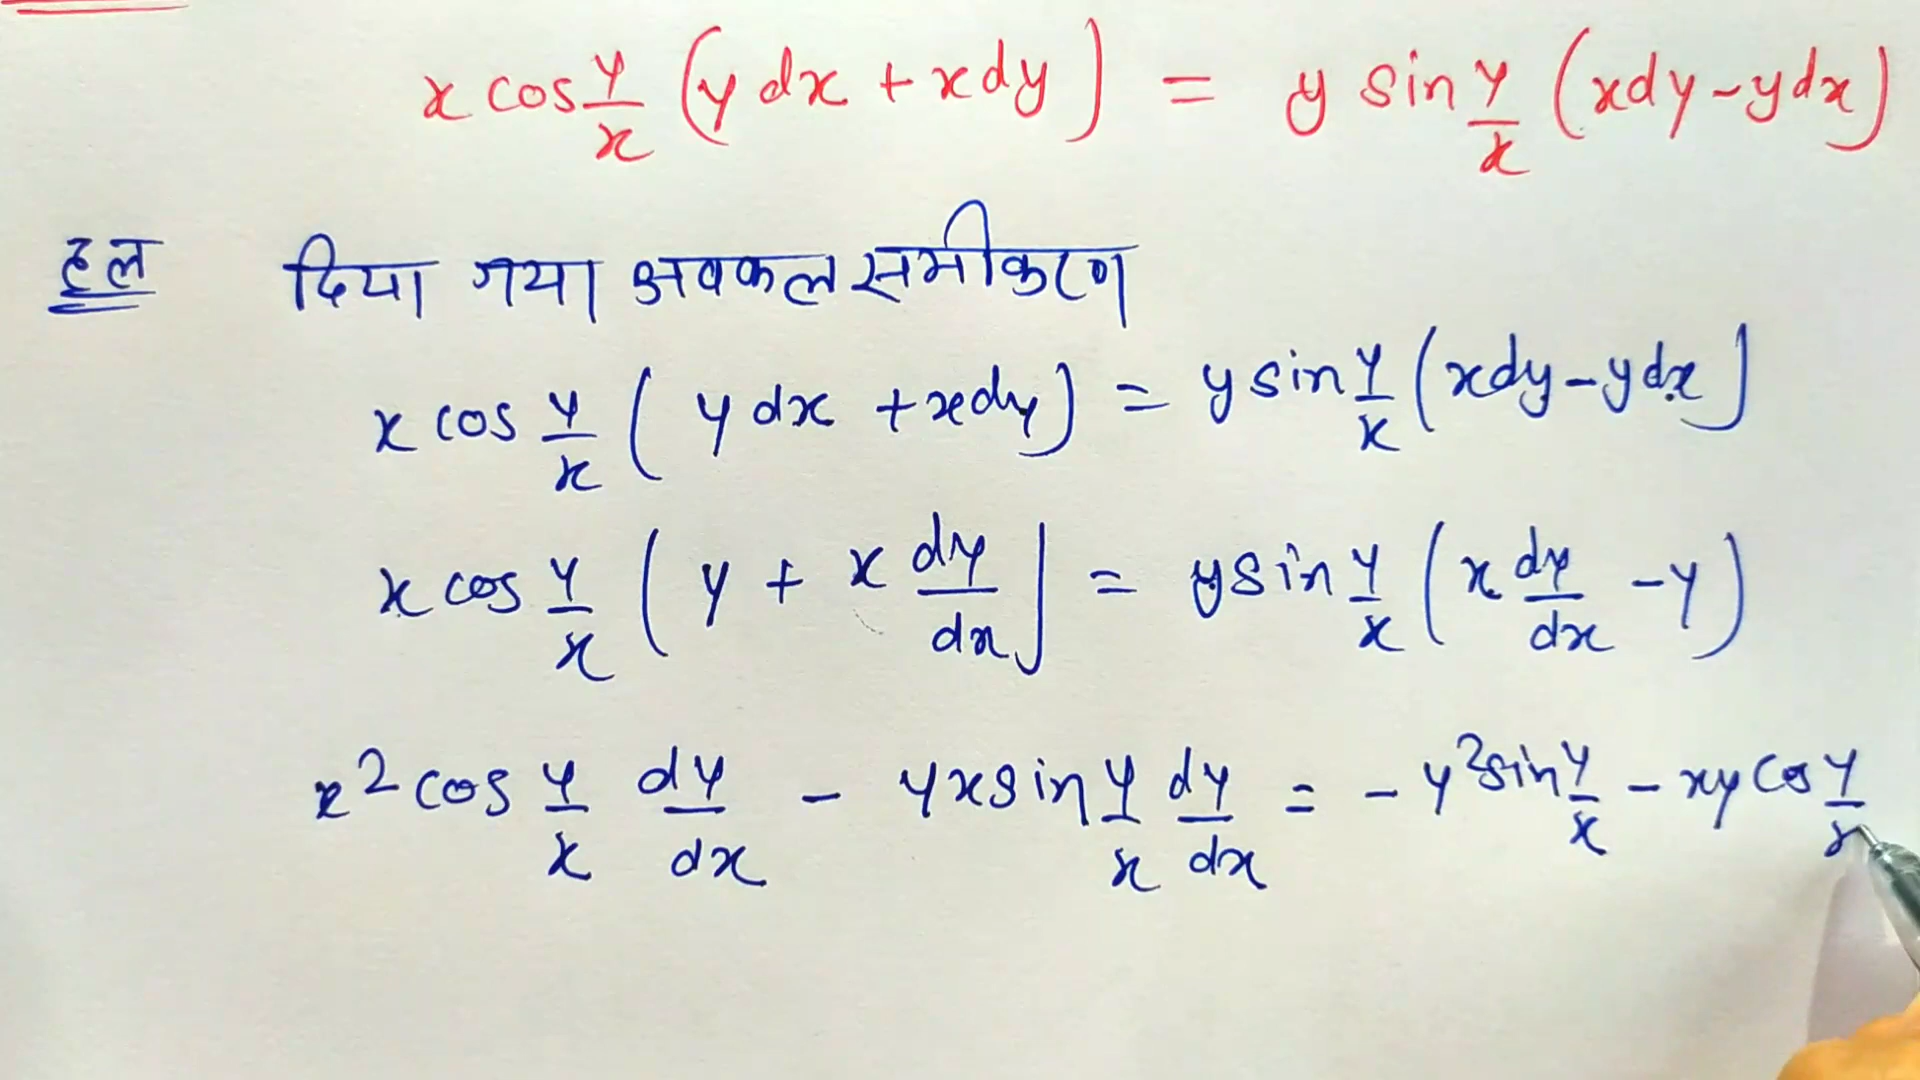 x cos y/x (y dx + x dy) = y sin y/x (x dy - y dx)
हल दिया गया अवकल समीकरण
x cos y/x (y dx + x dy) = y sin y/x (x dy - y dx)
x cos y/x (y + x dy/dx) = y sin y/x (x dy/dx - y)
x² cos y/x dy/dx - yx sin y/x dy/dx = - y² sin y/x - xy cos y/x